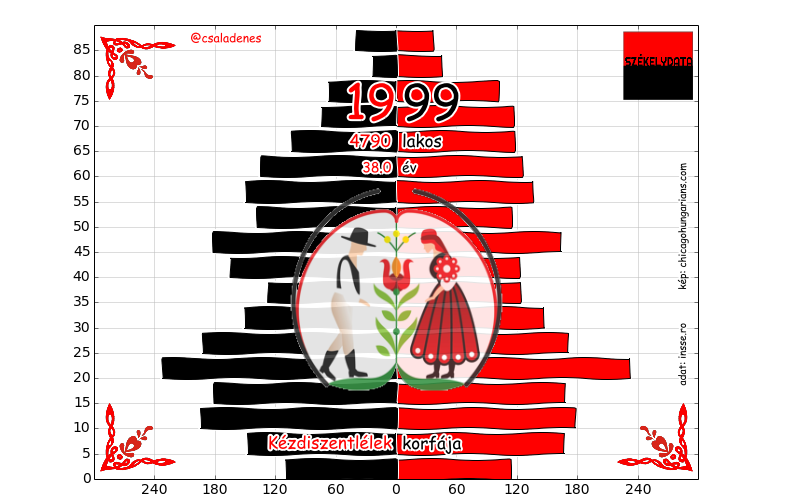 @csaladenes
SZÉKELYDATA
1999
4790 lakos
38.0 év
kép: chicagohungarians.com
adat: insse.ro
Kézdiszentlélek korfája
85
80
75
70
65
60
55
50
45
40
35
30
25
20
15
10
5
0
240 180 120 60 0 60 120 180 240